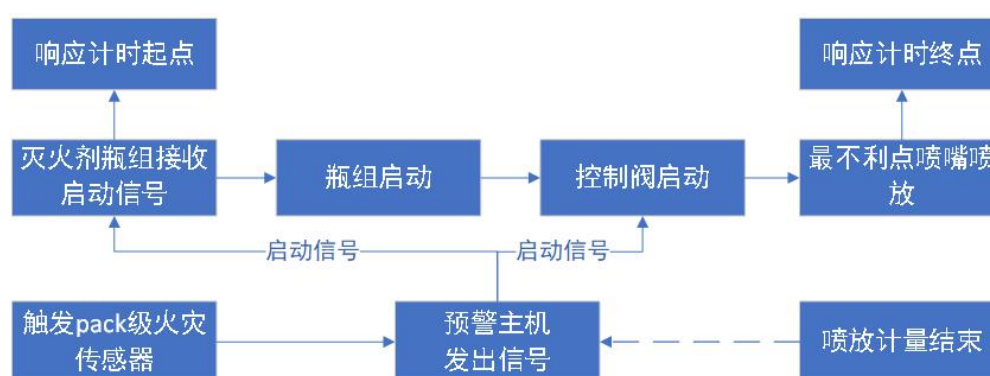 响应计时起点
响应计时终点
灭火剂瓶组接收
启动信号
瓶组启动
控制阀启动
最不利点喷嘴喷
放
启动信号
启动信号
触发pack级火灾
传感器
预警主机
发出信号
喷放计量结束